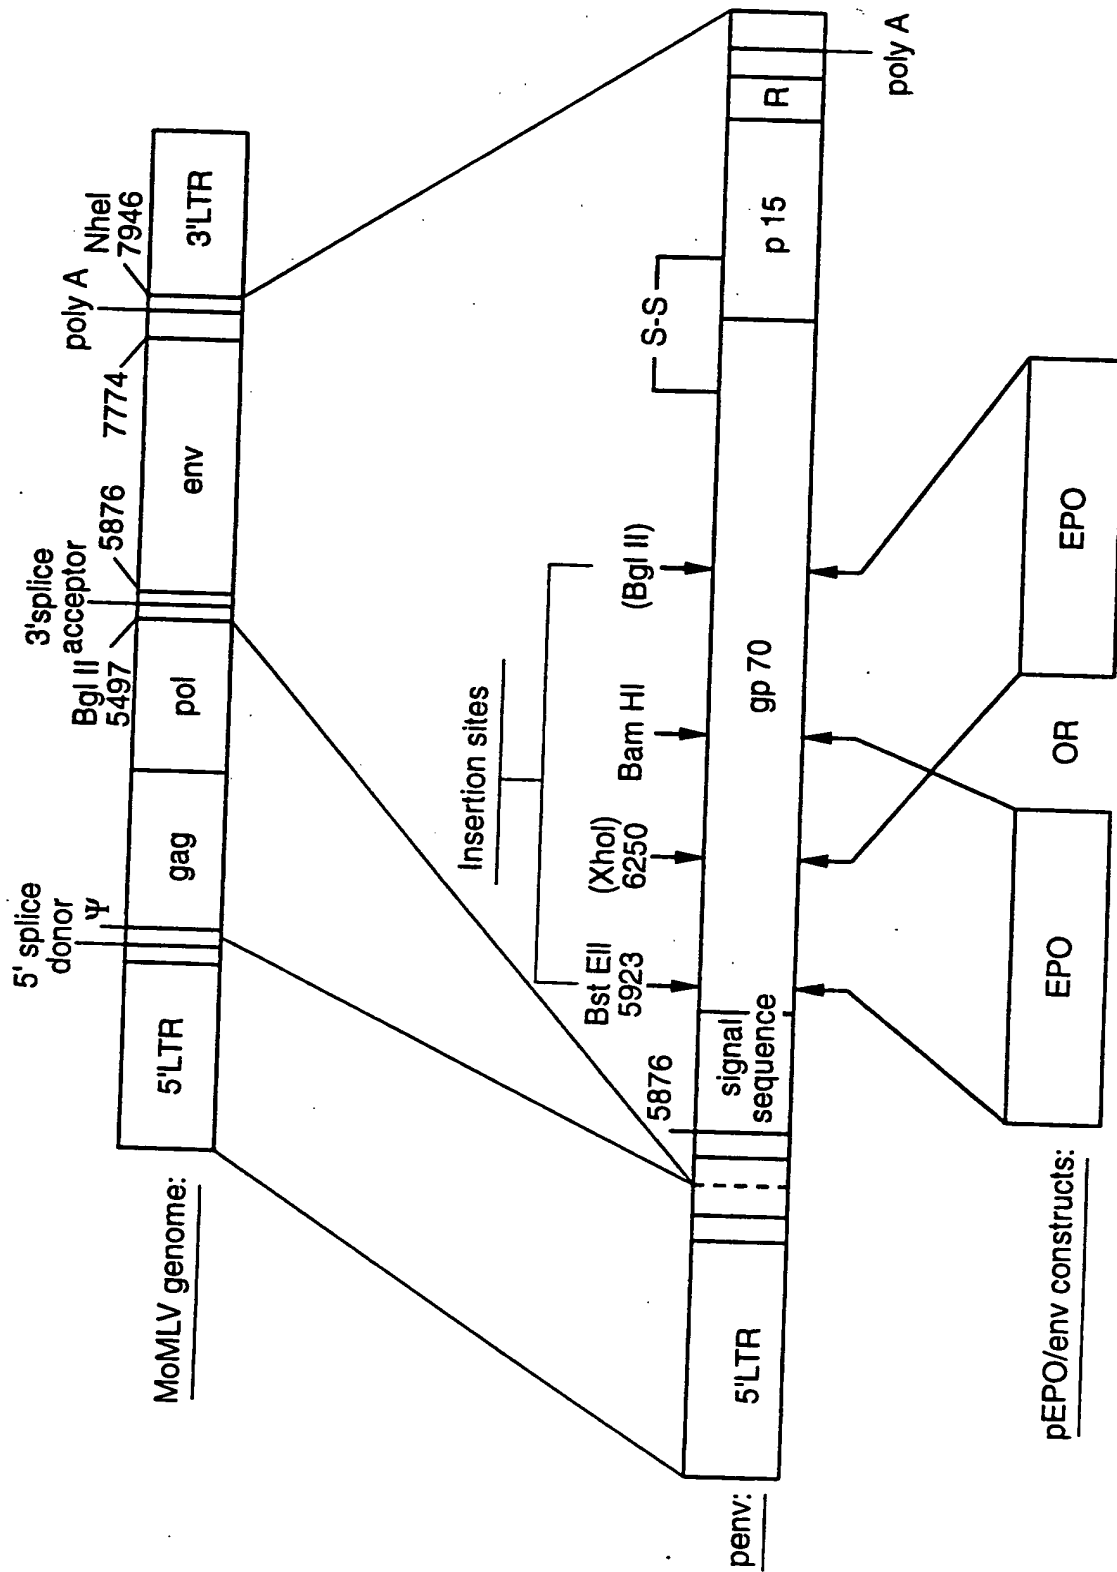 MoMLV genome:
5' splice
donor
Ψ
Bgl II
5497
3'splice
acceptor
5876
7774
poly A
NheI
7946
5'LTR
gag
pol
env
3'LTR
Insertion sites
Bst EII
5923
(XhoI)
6250
Bam HI
(Bgl II)
S-S
5876
penv:
5'LTR
signal
sequence
gp 70
p 15
R
poly A
pEPO/env constructs:
EPO
OR
EPO